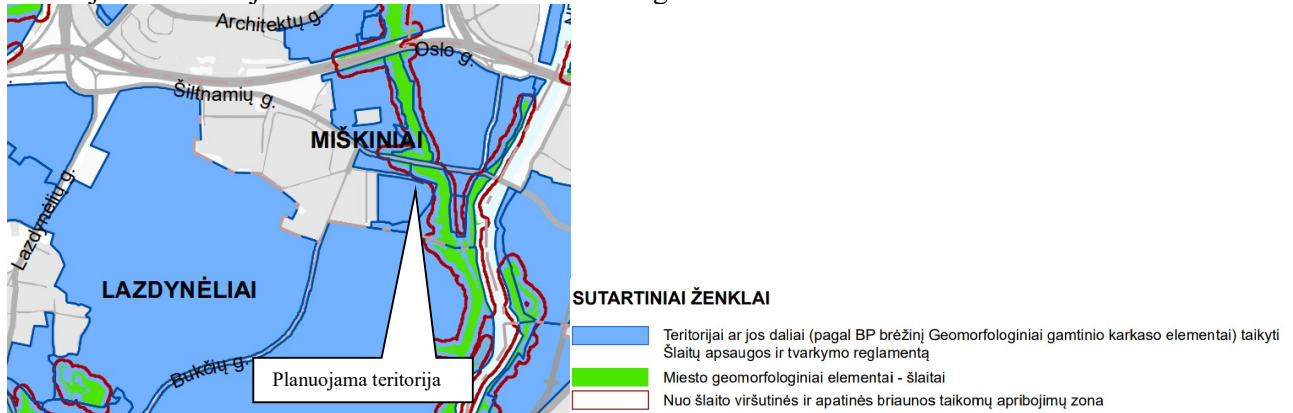 Architektų g.
Oslo g.
Šiltnamių g.
MIŠKINIAI
Lazdynėlių g.
LAZDYNĖLIAI
Bukčių g.
Planuojama teritorija
SUTARTINIAI ŽENKLAI
Teritorijai ar jos daliai (pagal BP brėžinį Geomorfologiniai gamtinio karkaso elementai) taikyti
Šlaitų apsaugos ir tvarkymo reglamentą
Miesto geomorfologiniai elementai - šlaitai
Nuo šlaito viršutinės ir apatinės briaunos taikomų apribojimų zona